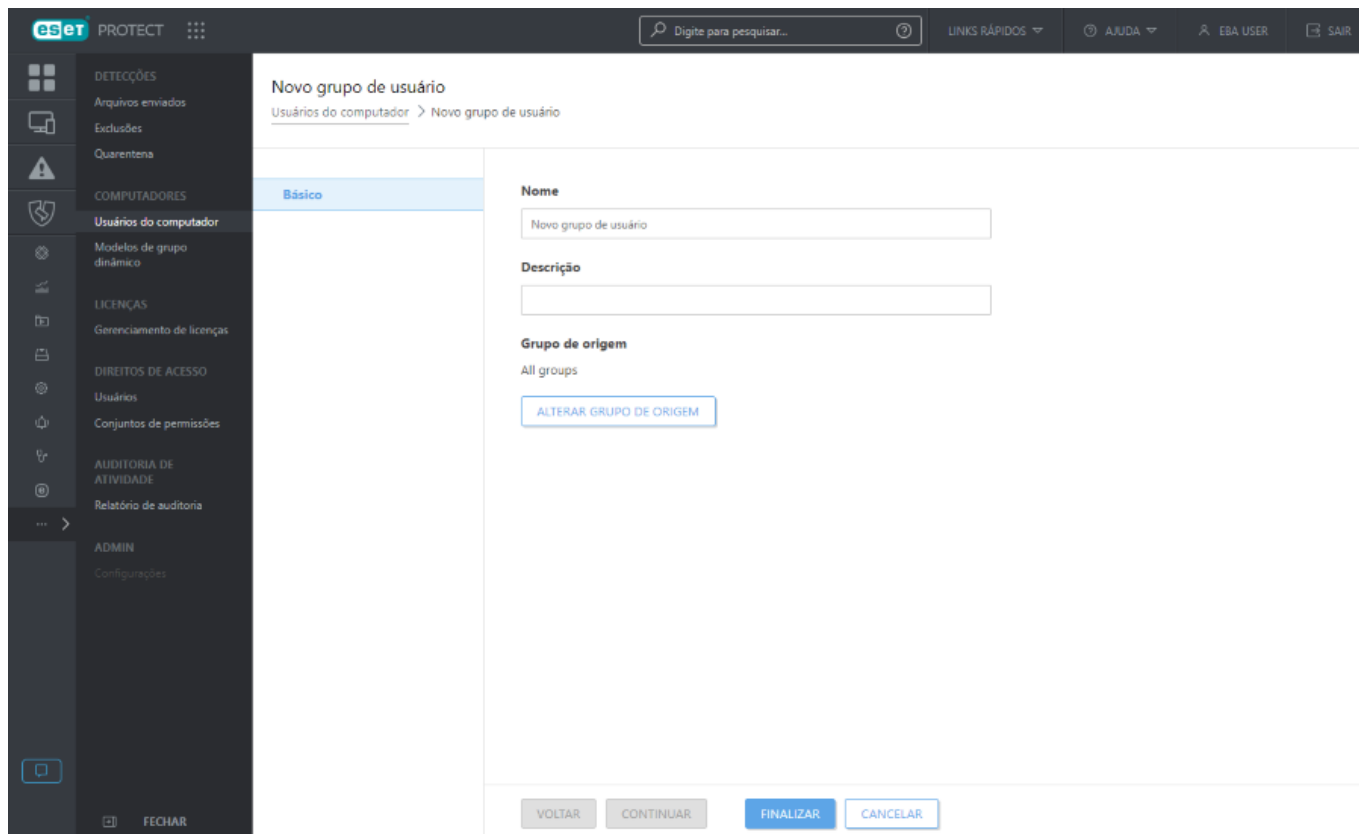 eset PROTECT
Digite para pesquisar...
LINKS RÁPIDOS
AJUDA
EBA USER
SAIR
DETECÇÕES
Arquivos enviados
Exclusões
Quarentena
COMPUTADORES
Usuários do computador
Modelos de grupo
dinâmico
LICENÇAS
Gerenciamento de licenças
DIREITOS DE ACESSO
Usuários
Conjuntos de permissões
AUDITORIA DE
ATIVIDADE
Relatório de auditoria
ADMIN
Configurações
FECHAR
Novo grupo de usuário
Usuários do computador > Novo grupo de usuário
Básico
Nome
Novo grupo de usuário
Descrição
Grupo de origem
All groups
ALTERAR GRUPO DE ORIGEM
VOLTAR
CONTINUAR
FINALIZAR
CANCELAR